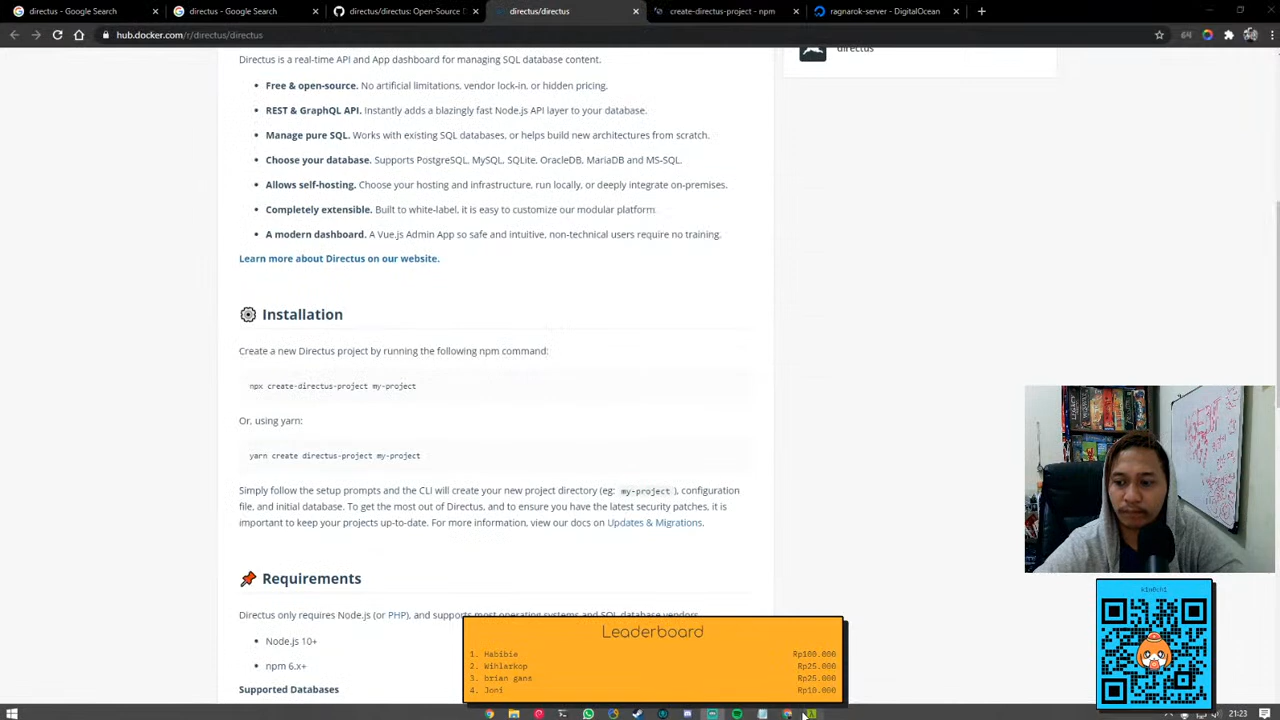 directus - Google Search
directus - Google Search
directus/directus: Open-Source D
directus/directus
create-directus-project - npm
ragnarok-server - DigitalOcean
hub.docker.com/r/directus/directus
directus
Directus is a real-time API and App dashboard for managing SQL database content.
• Free & open-source. No artificial limitations, vendor lock-in, or hidden pricing.
• REST & GraphQL API. Instantly adds a blazingly fast Node.js API layer to your database.
• Manage pure SQL. Works with existing SQL databases, or helps build new architectures from scratch.
• Choose your database. Supports PostgreSQL, MySQL, SQLite, OracleDB, MariaDB and MS-SQL.
• Allows self-hosting. Choose your hosting and infrastructure, run locally, or deeply integrate on-premises.
• Completely extensible. Built to white-label, it is easy to customize our modular platform.
• A modern dashboard. A Vue.js Admin App so safe and intuitive, non-technical users require no training.
Learn more about Directus on our website.
Installation
Create a new Directus project by running the following npm command:
npx create-directus-project my-project
Or, using yarn:
yarn create directus-project my-project
Simply follow the setup prompts and the CLI will create your new project directory (eg: my-project), configuration
file, and initial database. To get the most out of Directus, and to ensure you have the latest security patches, it is
important to keep your projects up-to-date. For more information, view our docs on Updates & Migrations.
Requirements
Directus only requires Node.js (or PHP), and supports most operating systems and SQL database vendors.
• Node.js 10+
• npm 6.x+
Supported Databases
Leaderboard
1. Habibie Rp100.000
2. Wihlarkop Rp25.000
3. brian gans Rp25.000
4. Joni Rp10.000
k1m0ch1
21:23